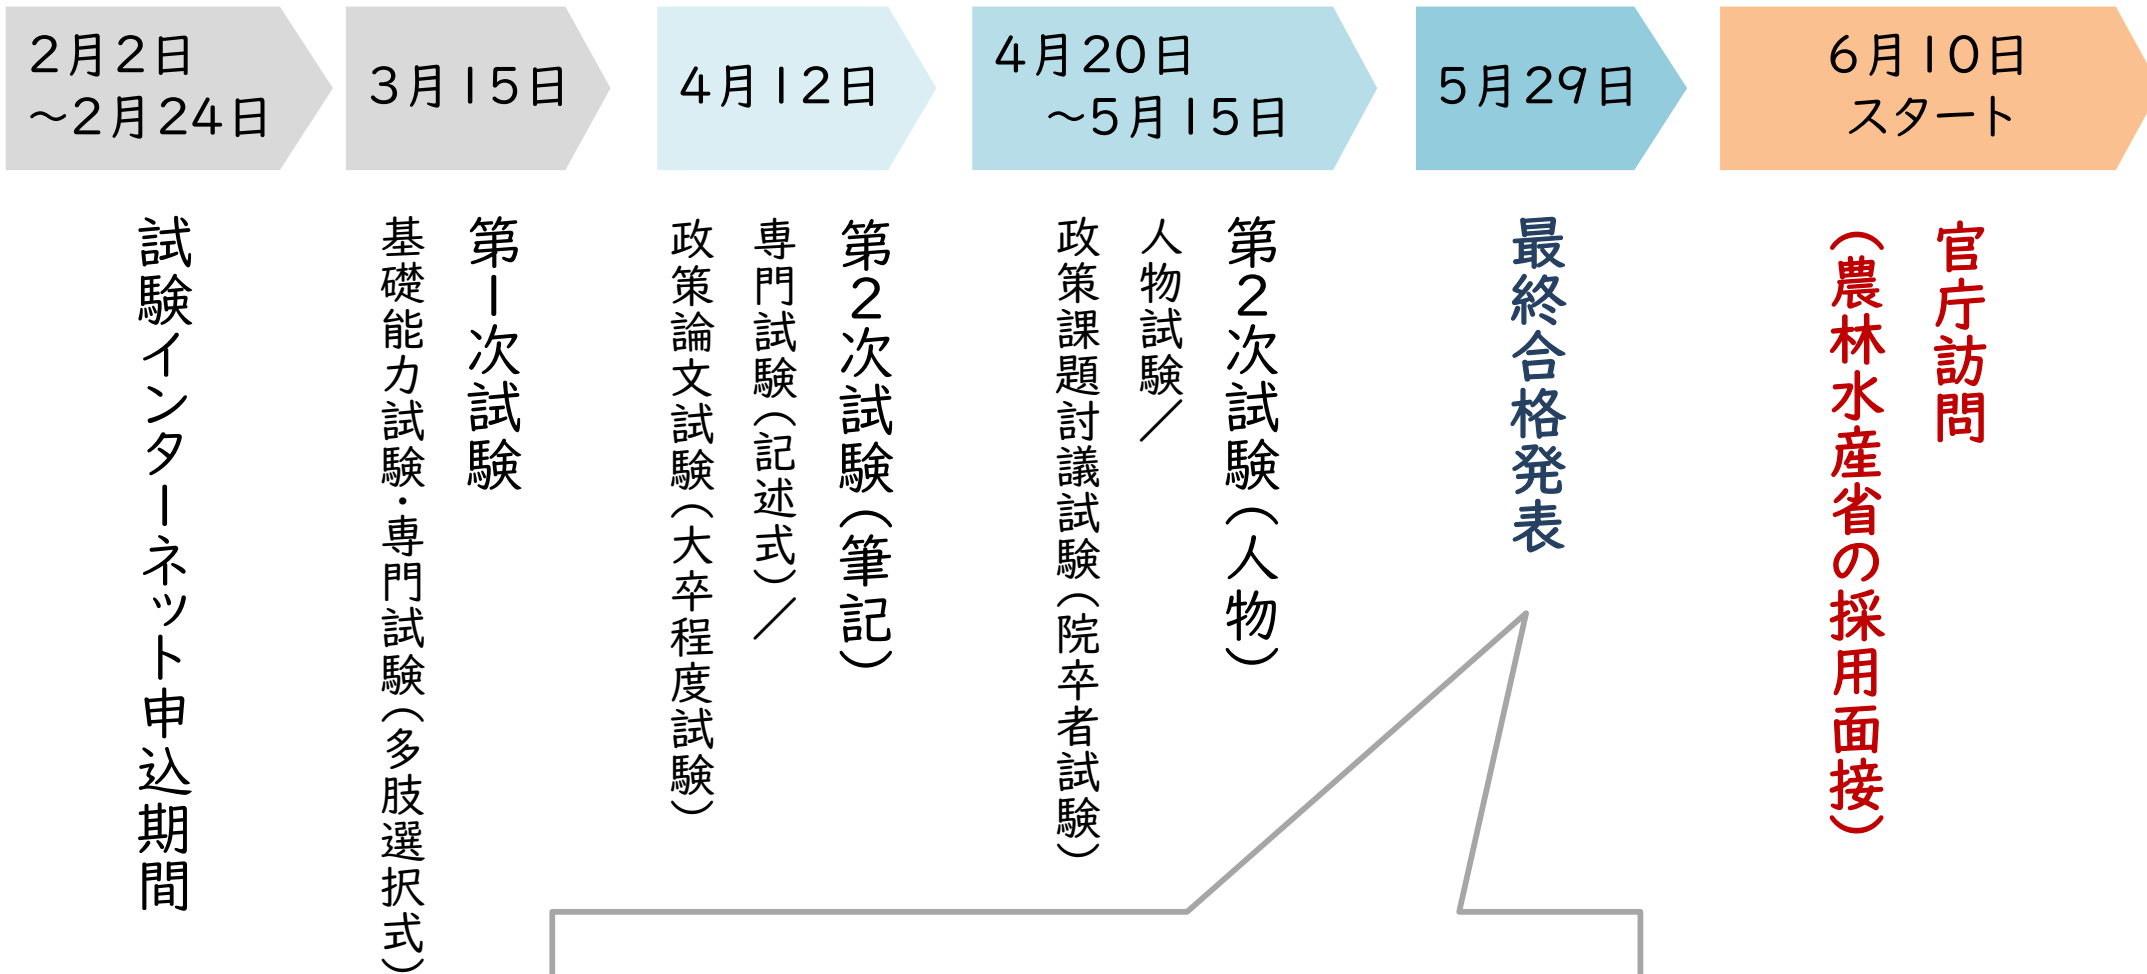 2月2日
～2月24日
試験インターネット申込期間
3月15日
第1次試験
基礎能力試験・専門試験（多肢選択式）
4月12日
第2次試験（筆記）
専門試験（記述式）／
政策論文試験（大卒程度試験）
4月20日
～5月15日
第2次試験（人物）
人物試験／
政策課題討議試験（院卒者試験）
5月29日
最終合格発表
6月10日
スタート
官庁訪問
（農林水産省の採用面接）